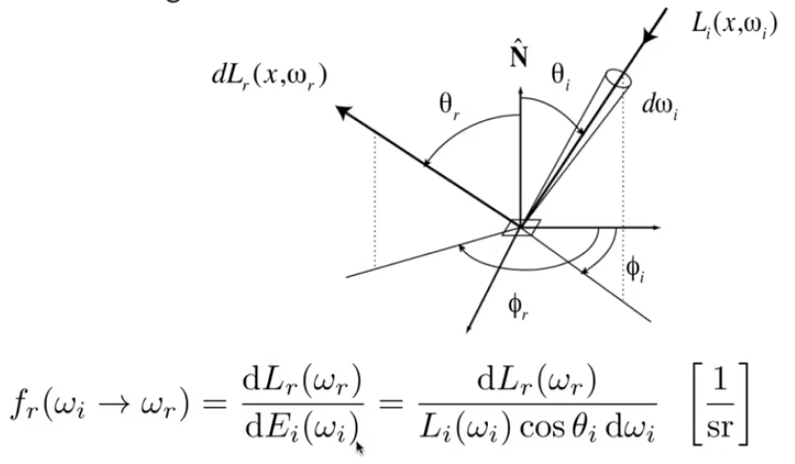 L_i(x,ω_i)
N̂
dL_r(x,ω_r)
θ_r
θ_i
dω_i
ϕ_i
ϕ_r
f_r(ω_i → ω_r) = dL_r(ω_r) / dE_i(ω_i) = dL_r(ω_r) / L_i(ω_i) cos θ_i dω_i [1/sr]